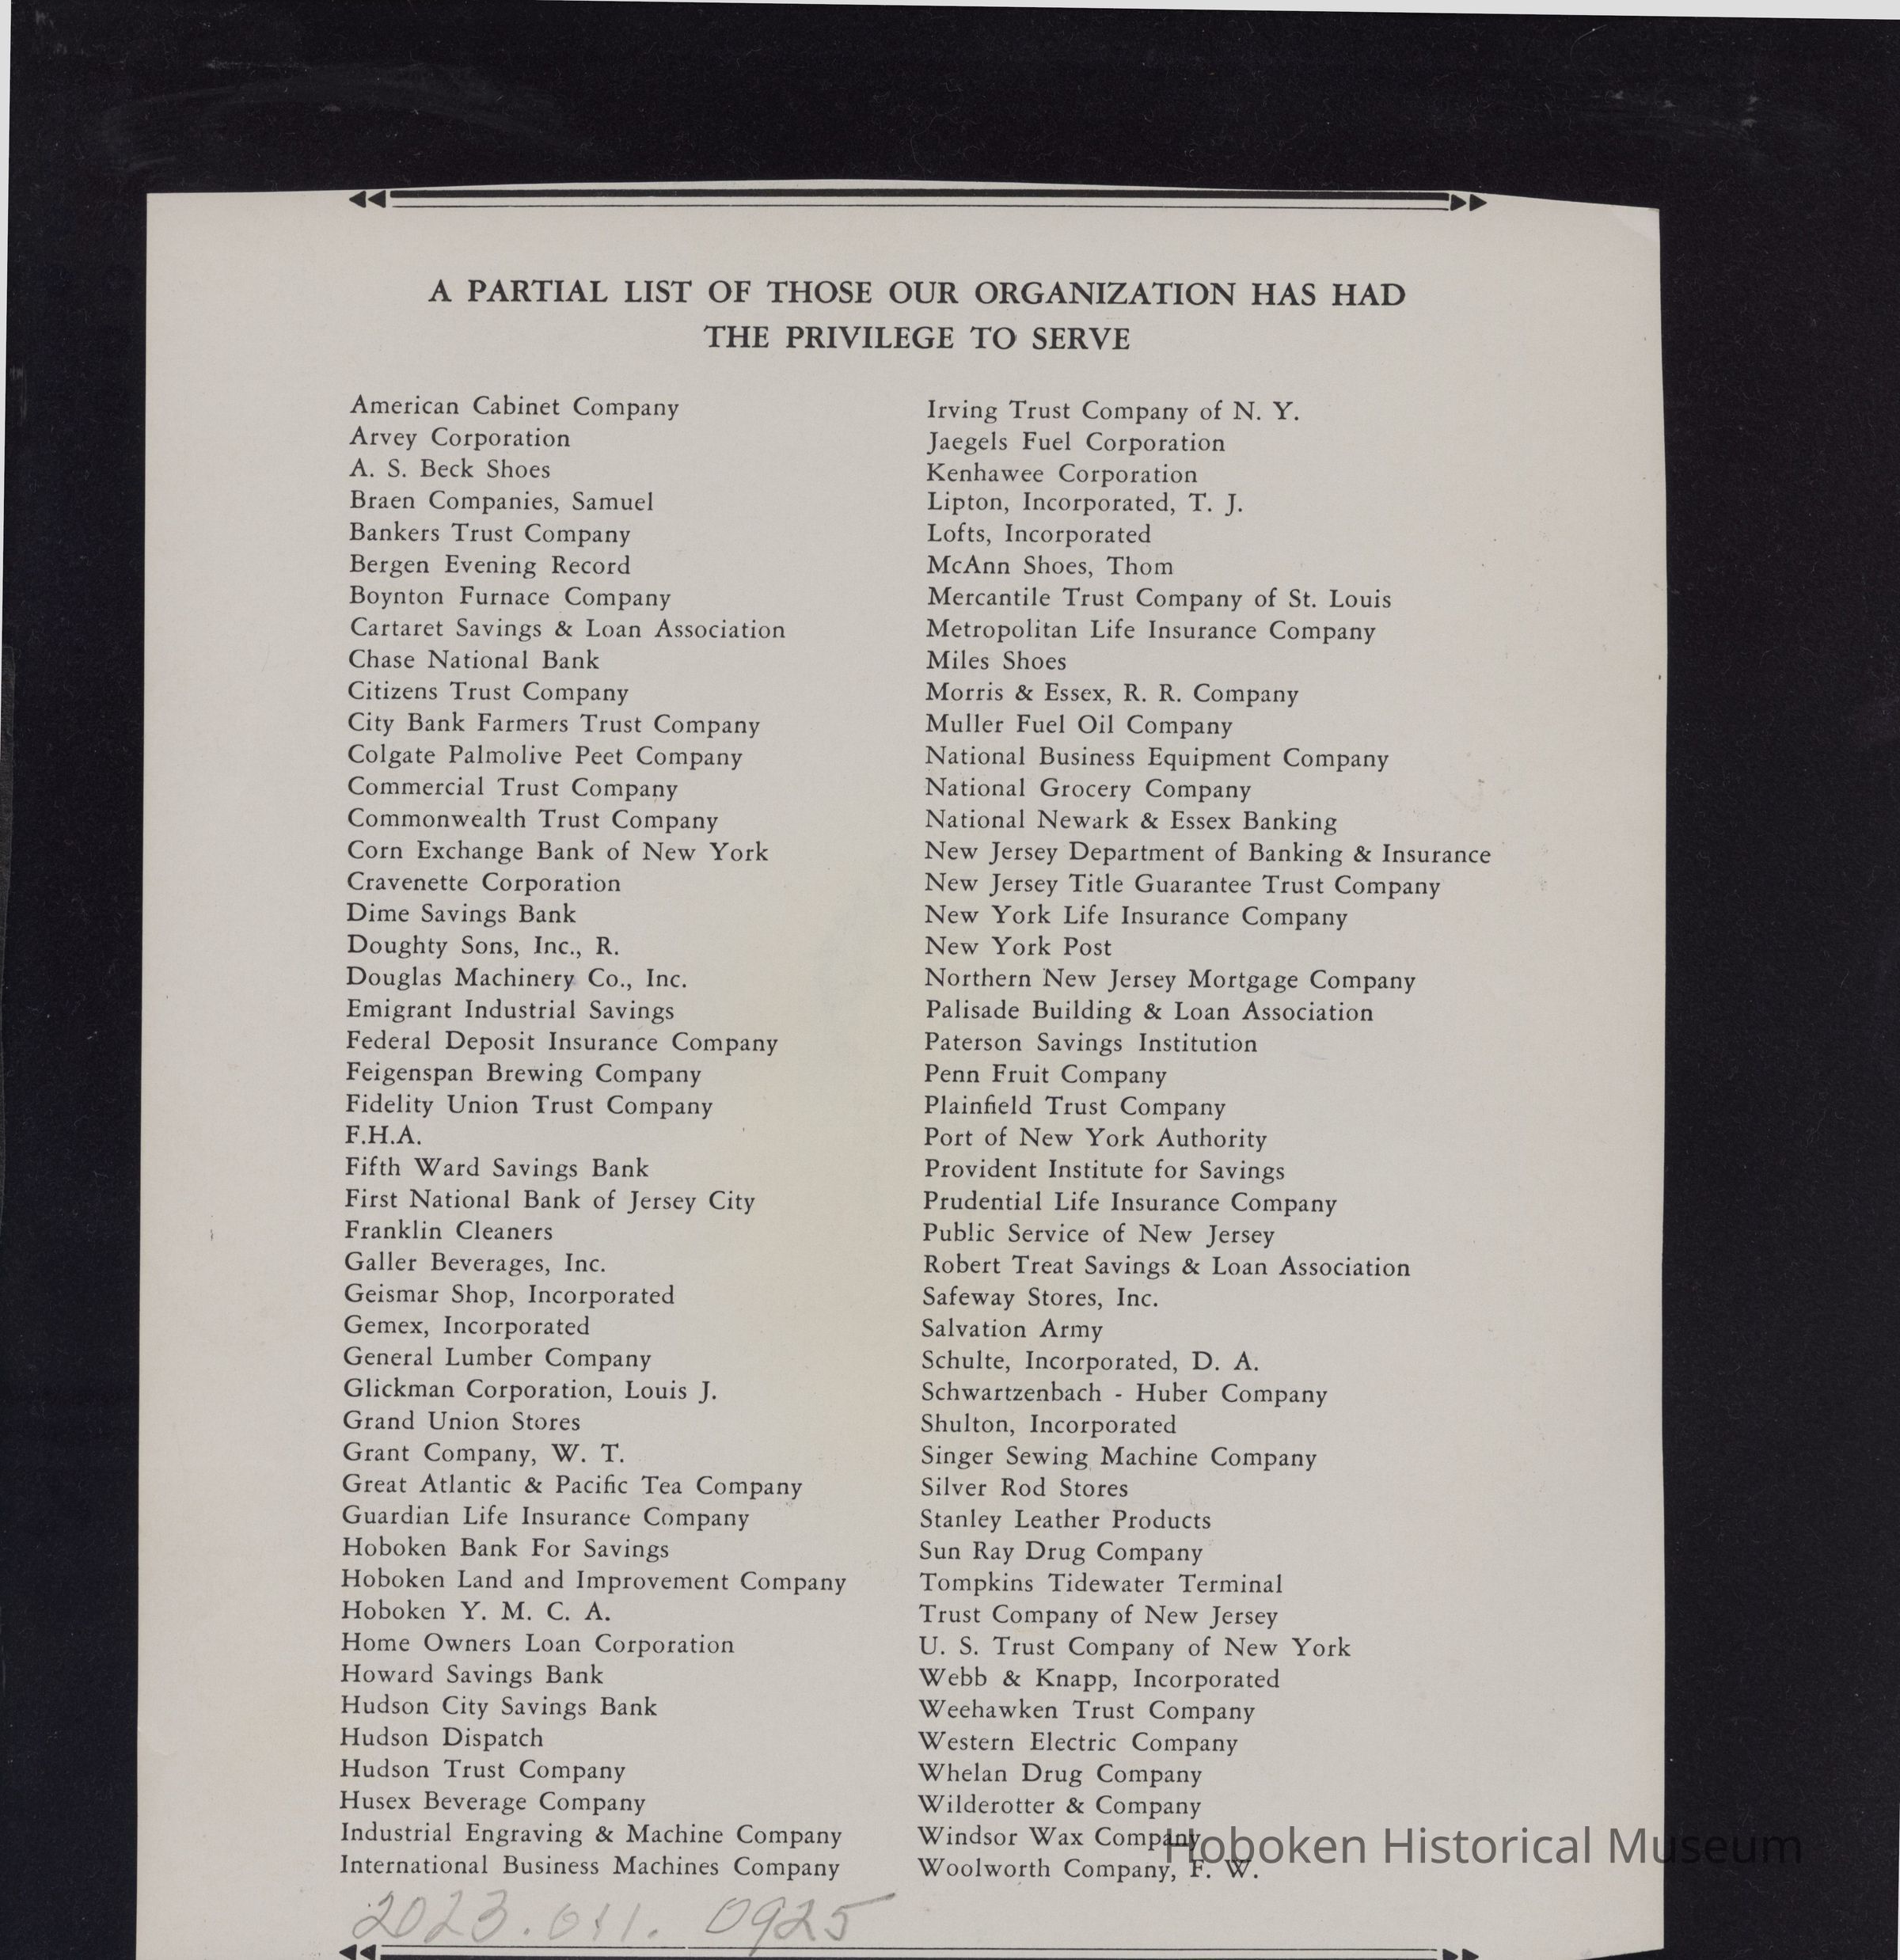 A PARTIAL LIST OF THOSE OUR ORGANIZATION HAS HAD
THE PRIVILEGE TO SERVE
American Cabinet Company
Arvey Corporation
A. S. Beck Shoes
Braen Companies, Samuel
Bankers Trust Company
Bergen Evening Record
Boynton Furnace Company
Cartaret Savings & Loan Association
Chase National Bank
Citizens Trust Company
City Bank Farmers Trust Company
Colgate Palmolive Peet Company
Commercial Trust Company
Commonwealth Trust Company
Corn Exchange Bank of New York
Cravenette Corporation
Dime Savings Bank
Doughty Sons, Inc., R.
Douglas Machinery Co., Inc.
Emigrant Industrial Savings
Federal Deposit Insurance Company
Feigenspan Brewing Company
Fidelity Union Trust Company
F.H.A.
Fifth Ward Savings Bank
First National Bank of Jersey City
Franklin Cleaners
Galler Beverages, Inc.
Geismar Shop, Incorporated
Gemex, Incorporated
General Lumber Company
Glickman Corporation, Louis J.
Grand Union Stores
Grant Company, W. T.
Great Atlantic & Pacific Tea Company
Guardian Life Insurance Company
Hoboken Bank For Savings
Hoboken Land and Improvement Company
Hoboken Y. M. C. A.
Home Owners Loan Corporation
Howard Savings Bank
Hudson City Savings Bank
Hudson Dispatch
Hudson Trust Company
Husex Beverage Company
Industrial Engraving & Machine Company
International Business Machines Company
Irving Trust Company of N. Y.
Jaegels Fuel Corporation
Kenhawee Corporation
Lipton, Incorporated, T. J.
Lofts, Incorporated
McAnn Shoes, Thom
Mercantile Trust Company of St. Louis
Metropolitan Life Insurance Company
Miles Shoes
Morris & Essex, R. R. Company
Muller Fuel Oil Company
National Business Equipment Company
National Grocery Company
National Newark & Essex Banking
New Jersey Department of Banking & Insurance
New Jersey Title Guarantee Trust Company
New York Life Insurance Company
New York Post
Northern New Jersey Mortgage Company
Palisade Building & Loan Association
Paterson Savings Institution
Penn Fruit Company
Plainfield Trust Company
Port of New York Authority
Provident Institute for Savings
Prudential Life Insurance Company
Public Service of New Jersey
Robert Treat Savings & Loan Association
Safeway Stores, Inc.
Salvation Army
Schulte, Incorporated, D. A.
Schwartzenbach - Huber Company
Shulton, Incorporated
Singer Sewing Machine Company
Silver Rod Stores
Stanley Leather Products
Sun Ray Drug Company
Tompkins Tidewater Terminal
Trust Company of New Jersey
U. S. Trust Company of New York
Webb & Knapp, Incorporated
Weehawken Trust Company
Western Electric Company
Whelan Drug Company
Wilderotter & Company
Windsor Wax Company
Woolworth Company, F. W.
Hoboken Historical Museum
2023.011.0925